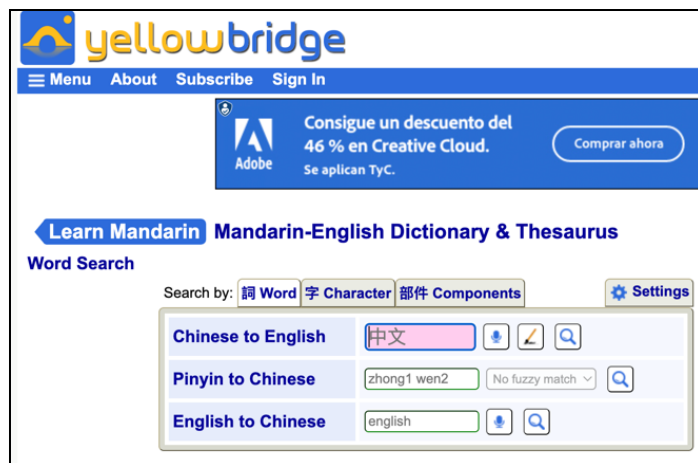 yellowbridge
Menu About Subscribe Sign In
Adobe
Consigue un descuento del
46 % en Creative Cloud.
Se aplican TyC.
Comprar ahora
Learn Mandarin Mandarin-English Dictionary & Thesaurus
Word Search
Search by: 詞 Word 字 Character 部件 Components Settings
Chinese to English 中文
Pinyin to Chinese zhong1 wen2 No fuzzy match
English to Chinese english